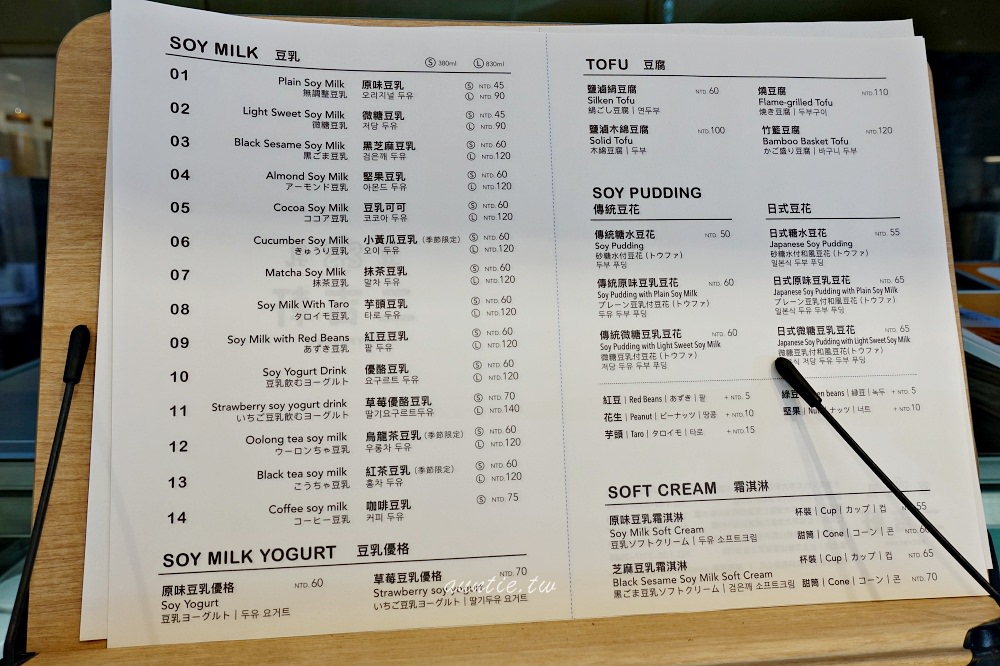 SOY MILK 豆乳 Ⓢ 380ml Ⓛ 830ml
01 Plain Soy Milk 原味豆乳 Ⓢ NTD. 45
無調整豆乳 오리지널 두유 Ⓛ NTD. 90
02 Light Sweet Soy Milk 微糖豆乳 Ⓢ NTD. 45
微糖豆乳 저당 두유 Ⓛ NTD. 90
03 Black Sesame Soy Milk 黑芝麻豆乳 Ⓢ NTD. 60
黒ごま豆乳 검은깨 두유 Ⓛ NTD. 120
04 Almond Soy Milk 堅果豆乳 Ⓢ NTD. 60
アーモンド豆乳 아몬드 두유 Ⓛ NTD. 120
05 Cocoa Soy Milk 豆乳可可 Ⓢ NTD. 60
ココア豆乳 코코아 두유 Ⓛ NTD. 120
06 Cucumber Soy Milk 小黃瓜豆乳 (季節限定) Ⓢ NTD. 60
きゅうり豆乳 오이 두유 Ⓛ NTD. 120
07 Matcha Soy Mlik 抹茶豆乳 Ⓢ NTD. 60
抹茶豆乳 말차 두유 Ⓛ NTD. 120
08 Soy Milk With Taro 芋頭豆乳 Ⓢ NTD. 60
タロイモ豆乳 타로 두유 Ⓛ NTD. 120
09 Soy Milk with Red Beans 紅豆豆乳 Ⓢ NTD. 60
あずき豆乳 팥 두유 Ⓛ NTD. 120
10 Soy Yogurt Drink 優酪豆乳 Ⓢ NTD. 60
豆乳飲むヨーグルト 요구르트 두유 Ⓛ NTD. 120
11 Strawberry soy yogurt drink 草莓優酪豆乳 Ⓢ NTD. 70
いちご豆乳飲むヨーグルト 딸기요구르트두유 Ⓛ NTD. 140
12 Oolong tea soy milk 烏龍茶豆乳 (季節限定) Ⓢ NTD. 60
ウーロンちゃ豆乳 우롱차 두유 Ⓛ NTD. 120
13 Black tea soy milk 紅茶豆乳 (季節限定) Ⓢ NTD. 60
こうちゃ豆乳 홍차 두유 Ⓛ NTD. 120
14 Coffee soy milk 咖啡豆乳 Ⓢ NTD. 75
コーヒー豆乳 커피 두유
SOY MILK YOGURT 豆乳優格
原味豆乳優格 NTD. 60
Soy Yogurt
豆乳ヨーグルト | 두유 요거트
草莓豆乳優格 NTD. 70
Strawberry soy
いちご豆乳ヨーグルト | 딸기두유 요거트
auntie.tw
TOFU 豆腐
鹽滷絹豆腐 NTD. 60
Silken Tofu
絹ごし豆腐 | 연두부
燒豆腐 NTD. 110
Flame-grilled Tofu
焼き豆腐 | 두부구이
鹽滷木綿豆腐 NTD. 100
Solid Tofu
木綿豆腐 | 두부
竹籃豆腐 NTD. 120
Bamboo Basket Tofu
かご盛り豆腐 | 바구니 두부
SOY PUDDING
傳統豆花
傳統糖水豆花 NTD. 50
Soy Pudding
砂糖水付豆花 (トウファ)
두부 푸딩
傳統原味豆乳豆花 NTD. 60
Soy Pudding with Plain Soy Milk
プレーン豆乳付豆花 (トウファ)
두유 두부 푸딩
傳統微糖豆乳豆花 NTD. 60
Soy Pudding with Light Sweet Soy Milk
微糖豆乳付豆花 (トウファ)
저당 두유 두부 푸딩
日式豆花
日式糖水豆花 NTD. 55
Japanese Soy Pudding
砂糖水付和風豆花 (トウファ)
일본식 두부 푸딩
日式原味豆乳豆花 NTD. 65
Japanese Soy Pudding with Plain Soy Milk
プレーン豆乳付和風豆花 (トウファ)
일본식 두유 두부 푸딩
日式微糖豆乳豆花 NTD. 65
Japanese Soy Pudding with Light Sweet Soy Milk
微糖豆乳付和風豆花 (トウファ)
저당 두유 두부 푸딩
紅豆 | Red Beans | あずき | 팥 + NTD. 5
花生 | Peanut | ピーナッツ | 땅콩 + NTD. 10
芋頭 | Taro | タロイモ | 타로 + NTD. 15
beans | 緑豆 | 녹두 + NTD. 5
堅果 | ナッツ | 너트 + NTD. 10
SOFT CREAM 霜淇淋
原味豆乳霜淇淋 杯裝 | Cup | カップ | 컵 55
Soy Milk Soft Cream
豆乳ソフトクリーム | 두유 소프트크림 甜筒 | Cone | コーン | 콘 NTD.
芝麻豆乳霜淇淋 杯裝 | Cup | カップ | 컵 NTD. 65
Black Sesame Soy Milk Soft Cream
黒ごま豆乳ソフトクリーム | 검은깨 소프트크림 甜筒 | Cone | コーン | 콘 NTD. 70